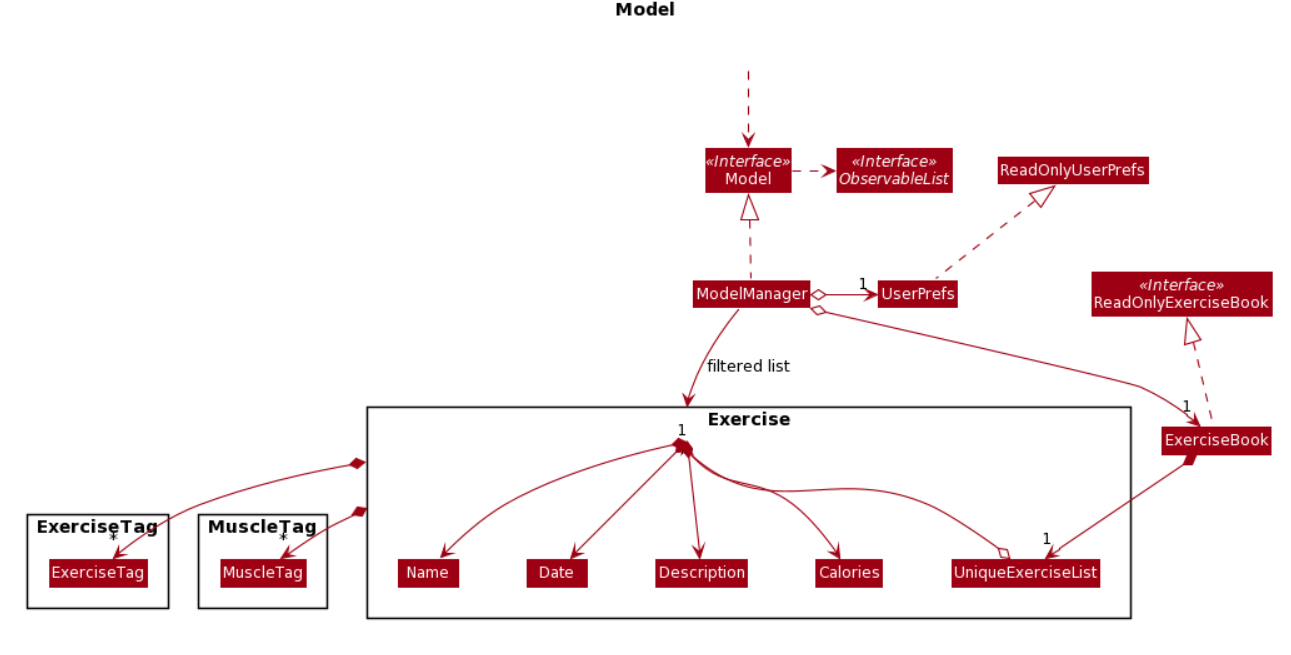 Model
«Interface»
Model
«Interface»
ObservableList
ReadOnlyUserPrefs
ModelManager
1
UserPrefs
«Interface»
ReadOnlyExerciseBook
filtered list
1
Exercise
1
ExerciseBook
ExerciseTag
*
MuscleTag
*
1
ExerciseTag
MuscleTag
Name
Date
Description
Calories
UniqueExerciseList